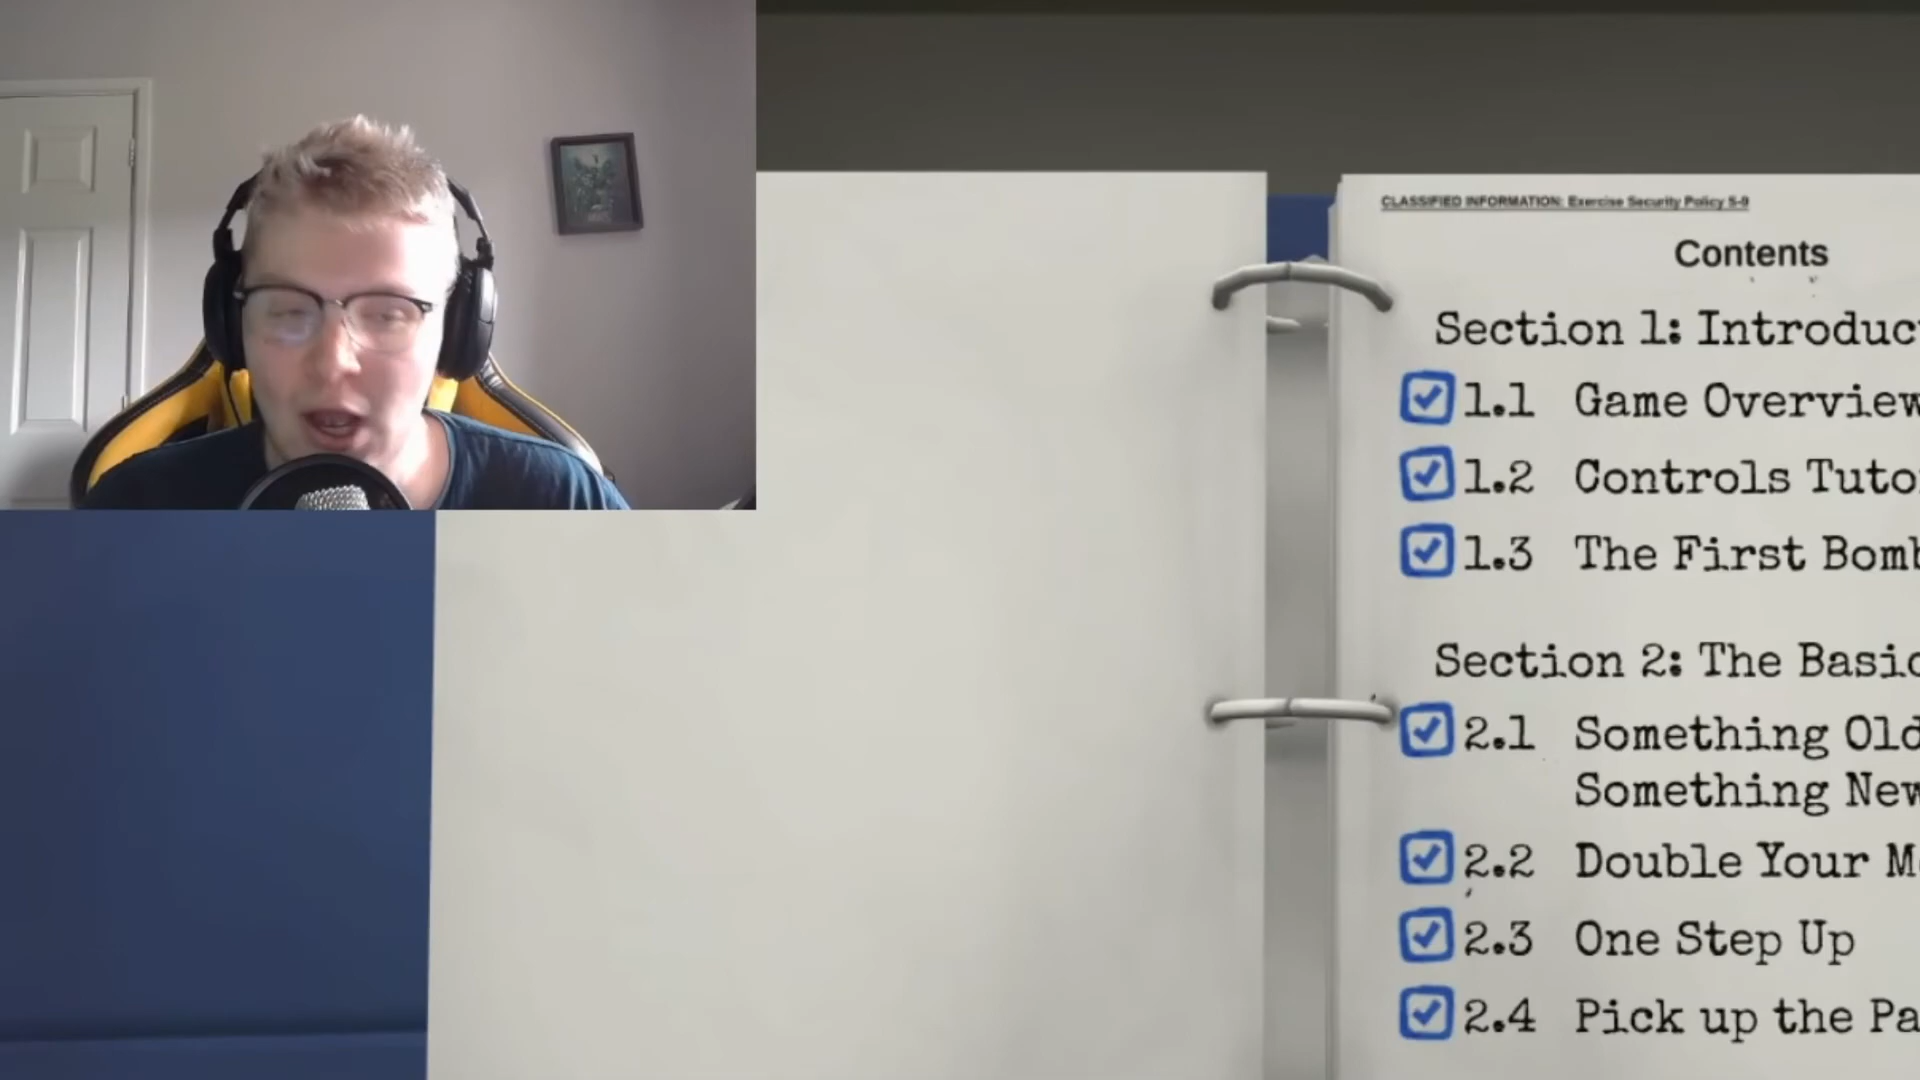 CLASSIFIED INFORMATION: Exercise Security Policy S-9
Contents
Section 1: Introduc
1.1 Game Overview
1.2 Controls Tuto
1.3 The First Bomb
Section 2: The Basic
2.1 Something Old
Something New
2.2 Double Your M
2.3 One Step Up
2.4 Pick up the Pa